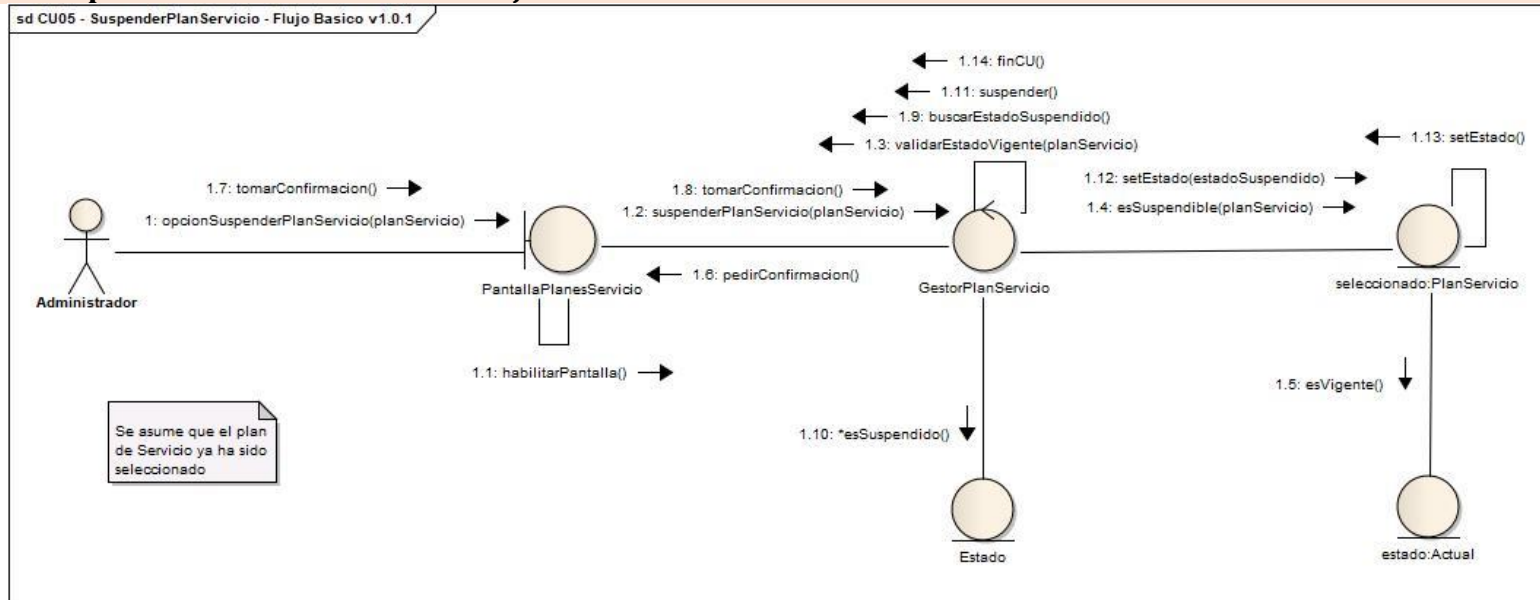 sd CU05 - SuspenderPlanServicio - Flujo Basico v1.0.1
1.14: finCU()
1.11: suspender()
1.9: buscarEstadoSuspendido()
1.3: validarEstadoVigente(planServicio)
1.13: setEstado()
1.7: tomarConfirmacion()
1.8: tomarConfirmacion()
1.12: setEstado(estadoSuspendido)
1: opcionSuspenderPlanServicio(planServicio)
1.2: suspenderPlanServicio(planServicio)
1.4: esSuspendible(planServicio)
1.6: pedirConfirmacion()
Administrador
PantallaPlanesServicio
GestorPlanServicio
seleccionado:PlanServicio
1.1: habilitarPantalla()
1.5: esVigente()
Se asume que el plan
de Servicio ya ha sido
seleccionado
1.10: *esSuspendido()
Estado
estado:Actual